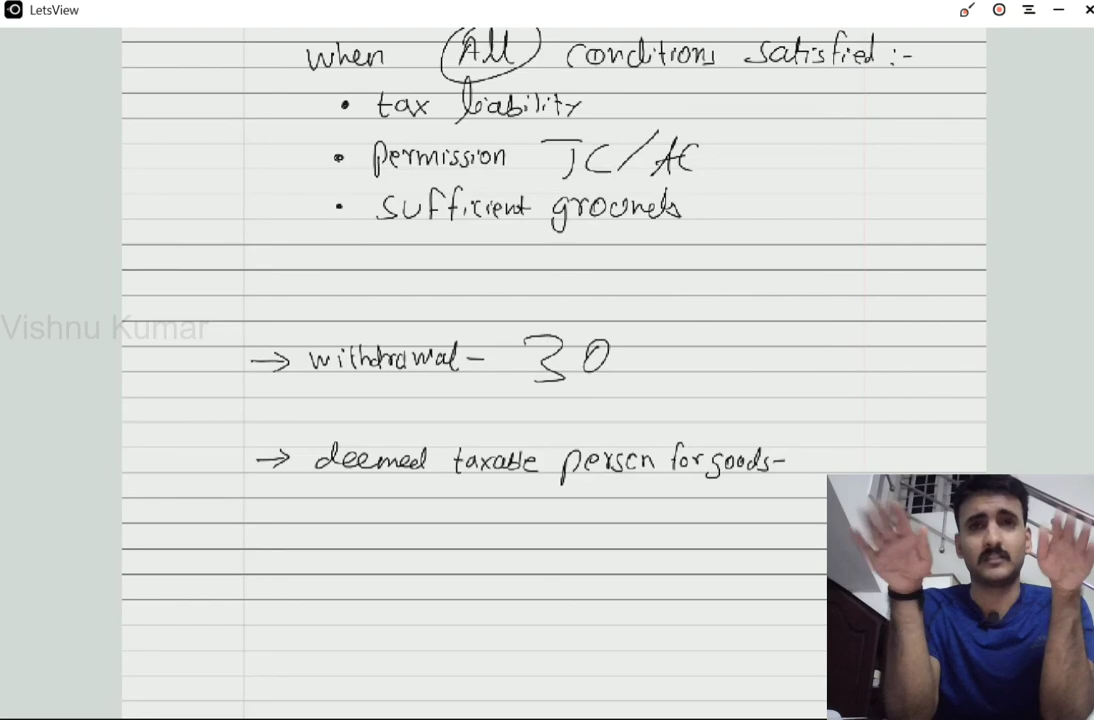 LetsView
when All conditions satisfied :-
• tax liability
• permission JC/AC
• sufficient grounds
Vishnu Kumar
→ withdrawal - 30
→ deemed taxable person for goods-